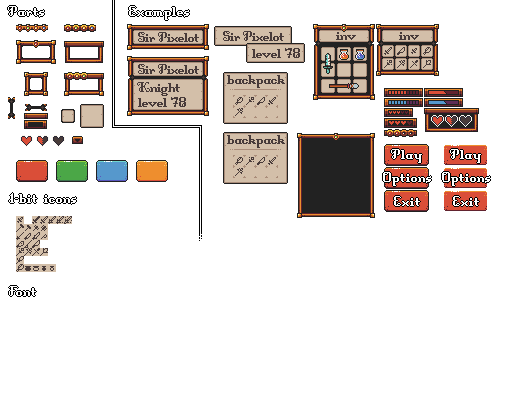 Parts
Examples
Sir Pixelot
Sir Pixelot
Knight
level 78
Sir Pixelot
level 78
backpack
backpack
inv
inv
Play
Options
Exit
Play
Options
Exit
1-bit icons
Font